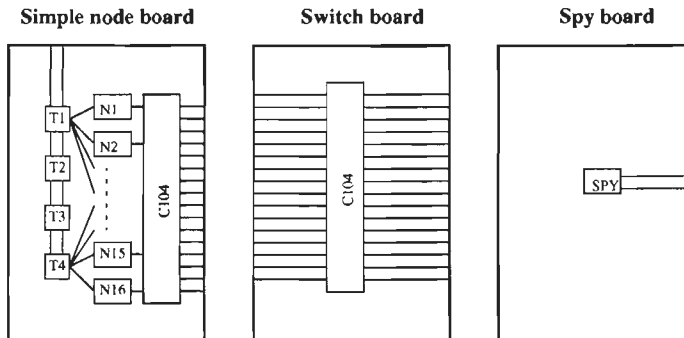 Simple node board
Switch board
Spy board
T1
T2
T3
T4
N1
N2
N15
N16
C104
C104
SPY